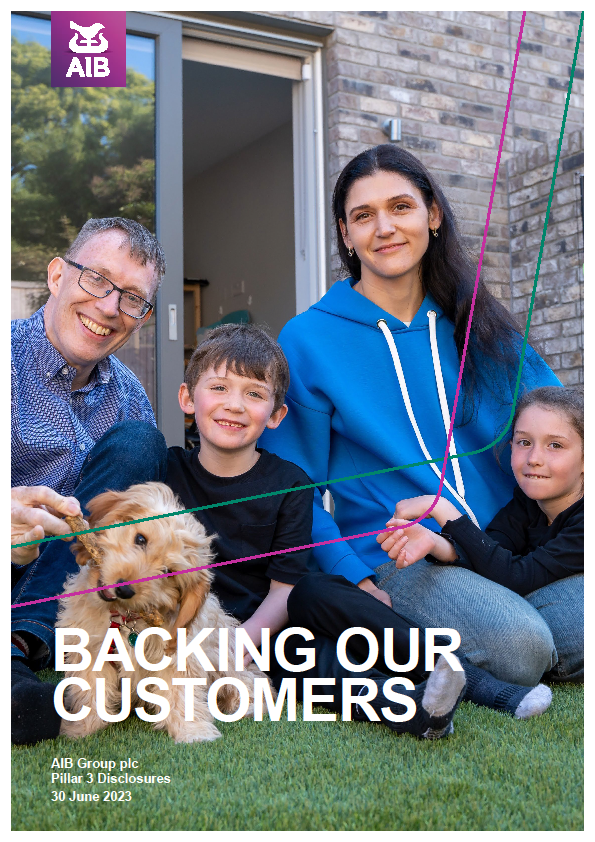 AIB
BACKING OUR
CUSTOMERS
AIB Group plc
Pillar 3 Disclosures
30 June 2023